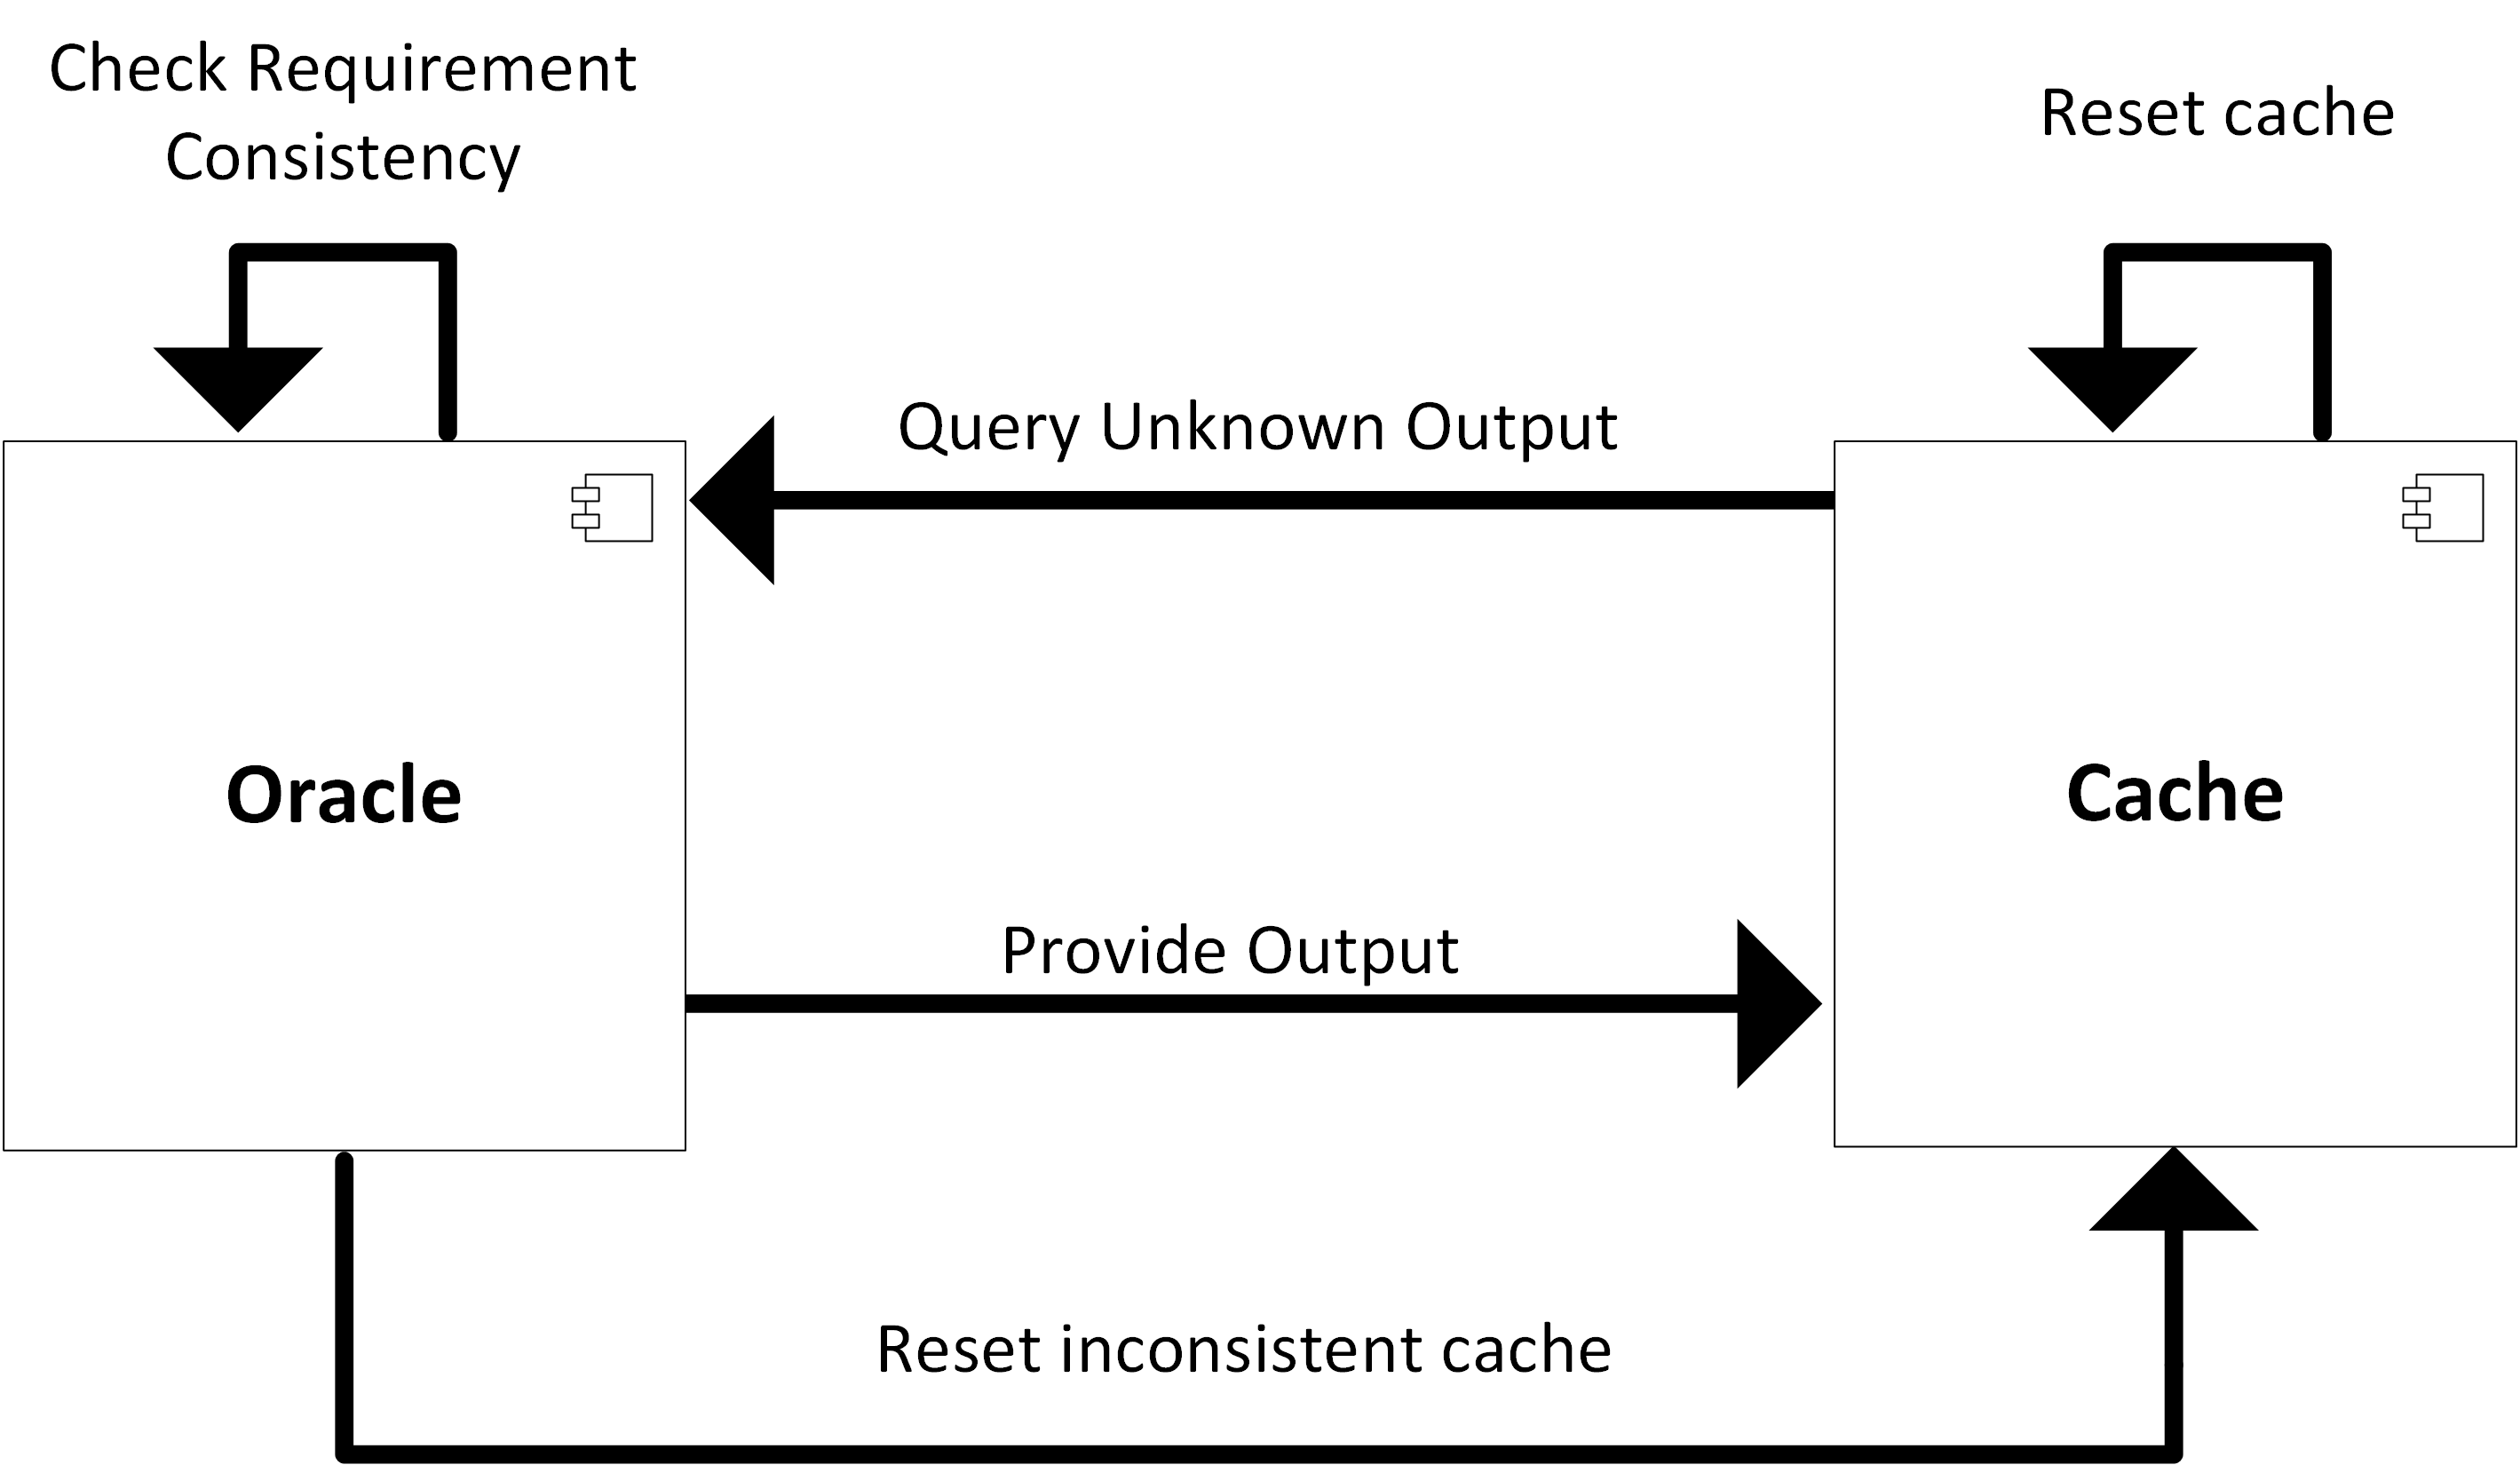 Check Requirement
Consistency
Reset cache
Query Unknown Output
Oracle
Cache
Provide Output
Reset inconsistent cache